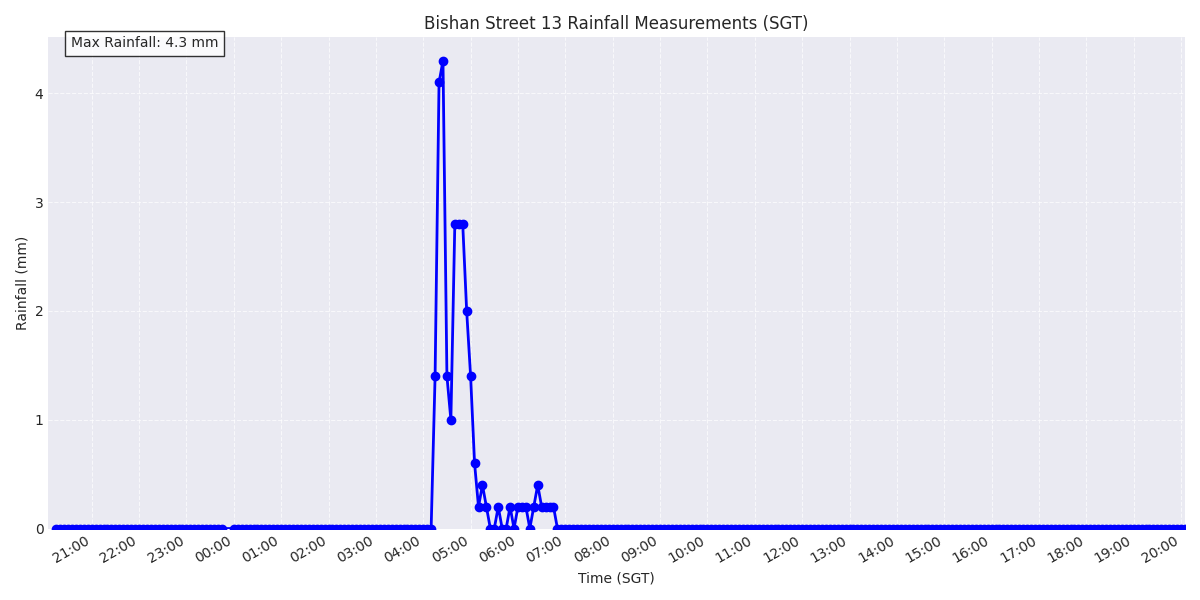 Bishan Street 13 Rainfall Measurements (SGT)
Max Rainfall: 4.3 mm
Rainfall (mm)
4
3
2
1
0
21:00 22:00 23:00 00:00 01:00 02:00 03:00 04:00 05:00 06:00 07:00 08:00 09:00 10:00 11:00 12:00 13:00 14:00 15:00 16:00 17:00 18:00 19:00 20:00
Time (SGT)